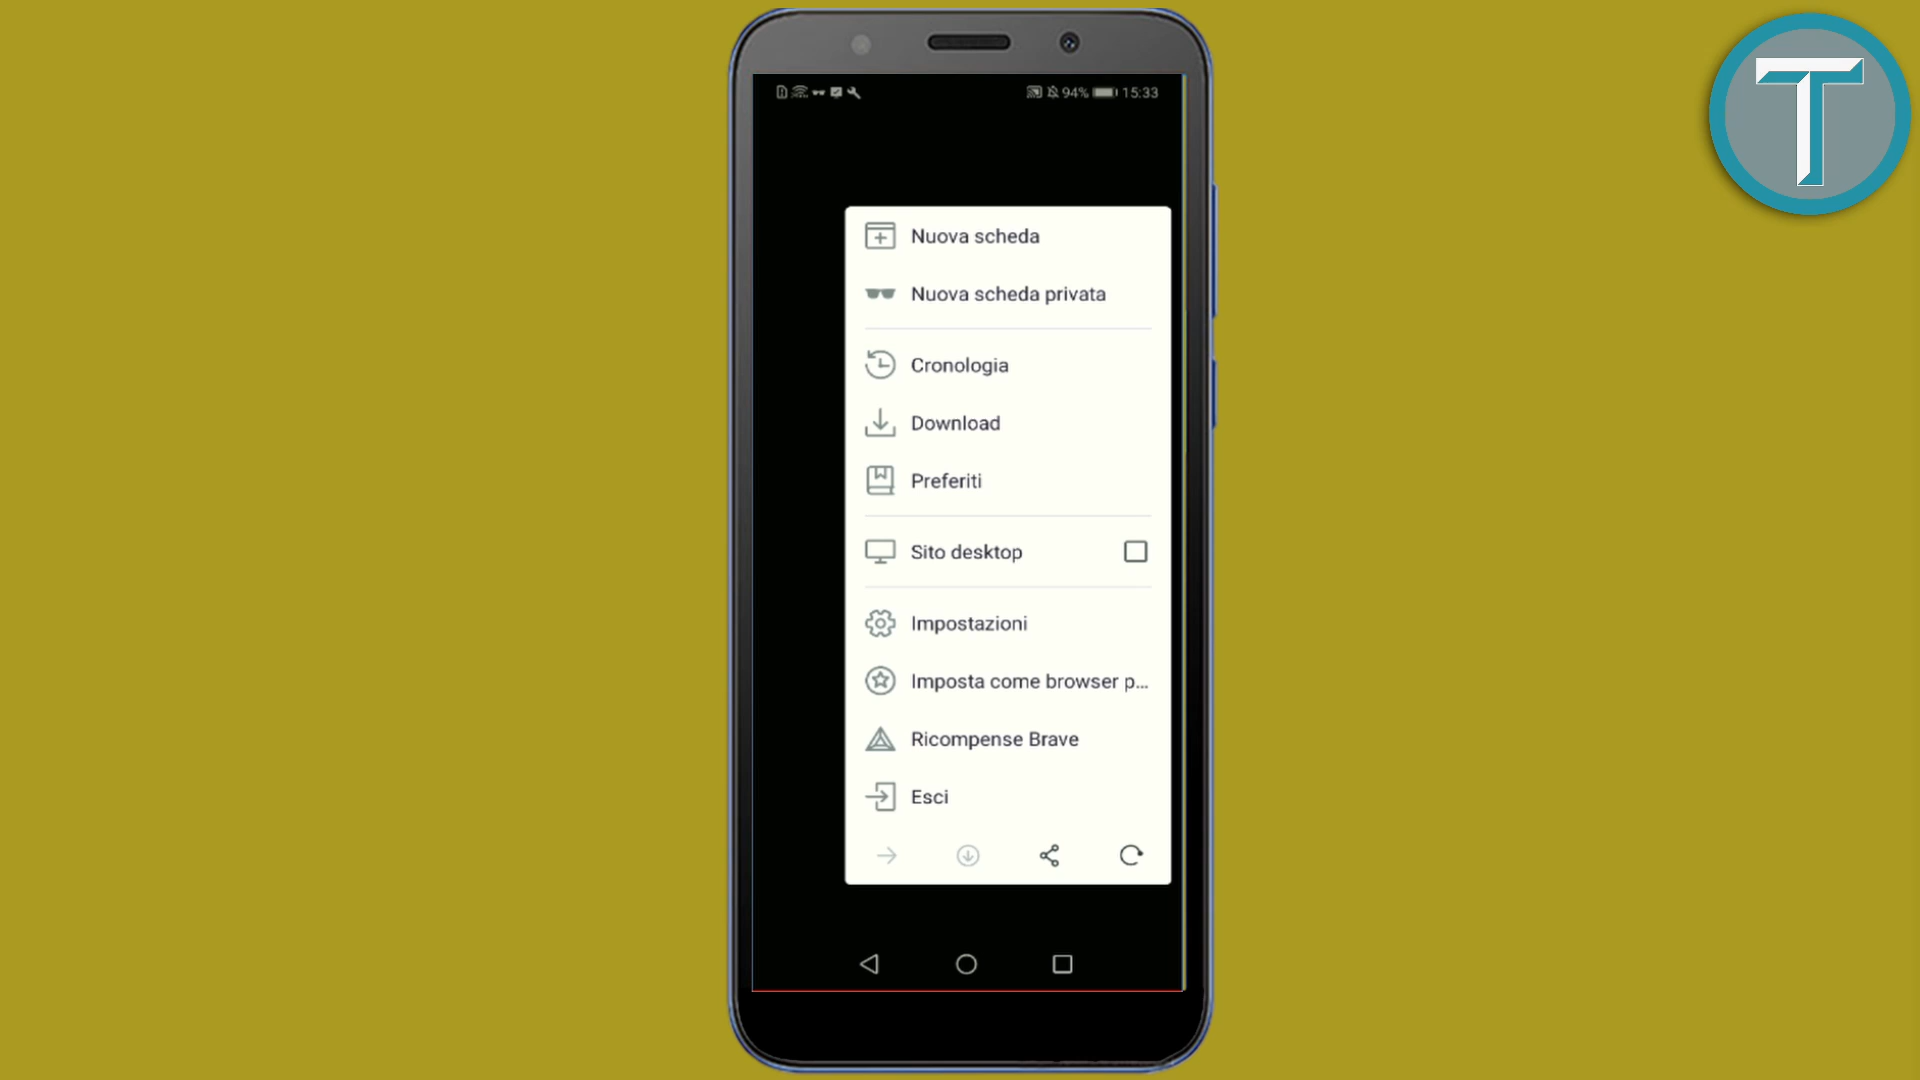 94% 15:33
Nuova scheda
Nuova scheda privata
Cronologia
Download
Preferiti
Sito desktop
Impostazioni
Imposta come browser p...
Ricompense Brave
Esci
T